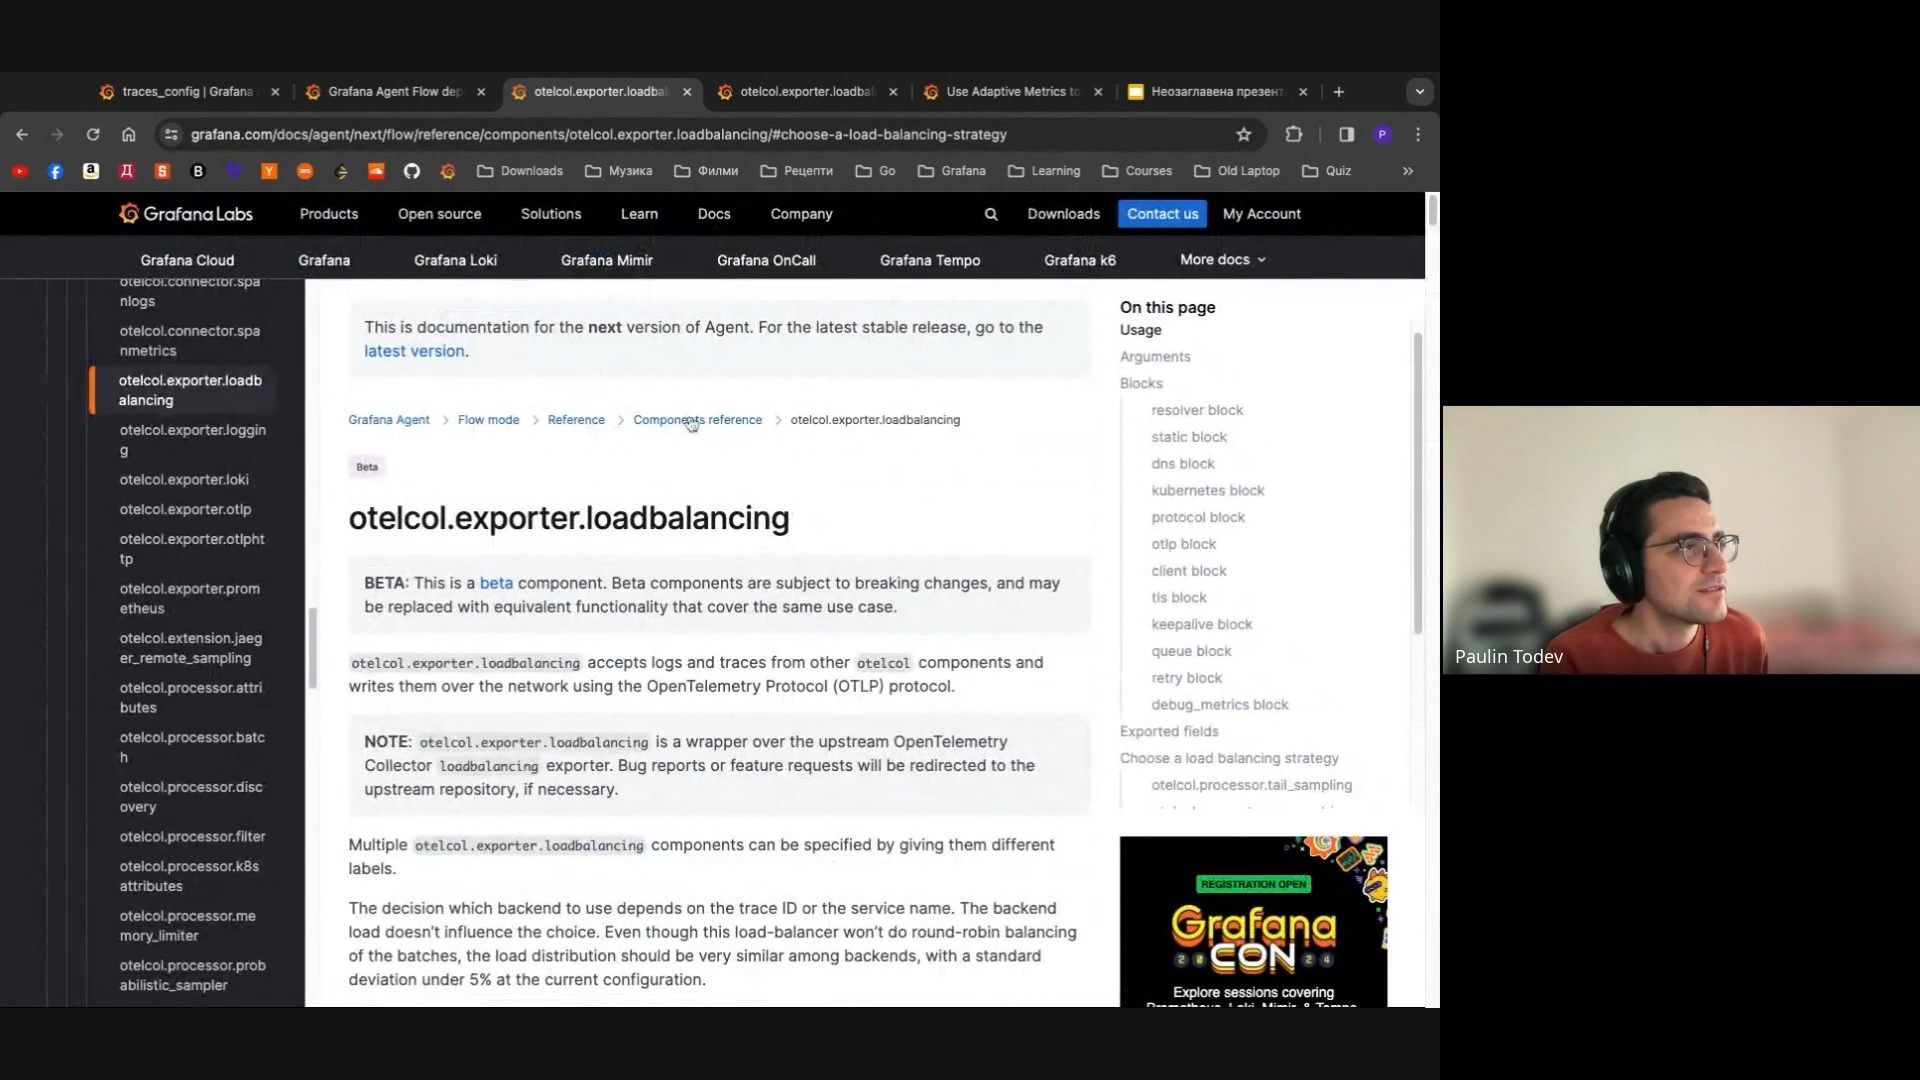 traces_config | Grafana
Grafana Agent Flow dep
otelcol.exporter.loadbal
otelcol.exporter.loadbal
Use Adaptive Metrics to
Неозаглавена презент
grafana.com/docs/agent/next/flow/reference/components/otelcol.exporter.loadbalancing/#choose-a-load-balancing-strategy
P
Downloads
Музика
Филми
Рецепти
Go
Grafana
Learning
Courses
Old Laptop
Quiz
Grafana Labs
Products
Open source
Solutions
Learn
Docs
Company
Downloads
Contact us
My Account
Grafana Cloud
Grafana
Grafana Loki
Grafana Mimir
Grafana OnCall
Grafana Tempo
Grafana k6
More docs
otelcol.connector.spa
nlogs
otelcol.connector.spa
nmetrics
otelcol.exporter.loadb
alancing
otelcol.exporter.loggin
g
otelcol.exporter.loki
otelcol.exporter.otlp
otelcol.exporter.otlpht
tp
otelcol.exporter.prom
etheus
otelcol.extension.jaeg
er_remote_sampling
otelcol.processor.attri
butes
otelcol.processor.batc
h
otelcol.processor.disc
overy
otelcol.processor.filter
otelcol.processor.k8s
attributes
otelcol.processor.me
mory_limiter
otelcol.processor.prob
abilistic_sampler
This is documentation for the next version of Agent. For the latest stable release, go to the
latest version.
Grafana Agent > Flow mode > Reference > Components reference > otelcol.exporter.loadbalancing
Beta
otelcol.exporter.loadbalancing
BETA: This is a beta component. Beta components are subject to breaking changes, and may
be replaced with equivalent functionality that cover the same use case.
otelcol.exporter.loadbalancing accepts logs and traces from other otelcol components and
writes them over the network using the OpenTelemetry Protocol (OTLP) protocol.
NOTE: otelcol.exporter.loadbalancing is a wrapper over the upstream OpenTelemetry
Collector loadbalancing exporter. Bug reports or feature requests will be redirected to the
upstream repository, if necessary.
Multiple otelcol.exporter.loadbalancing components can be specified by giving them different
labels.
The decision which backend to use depends on the trace ID or the service name. The backend
load doesn't influence the choice. Even though this load-balancer won't do round-robin balancing
of the batches, the load distribution should be very similar among backends, with a standard
deviation under 5% at the current configuration.
On this page
Usage
Arguments
Blocks
resolver block
static block
dns block
kubernetes block
protocol block
otlp block
client block
tls block
keepalive block
queue block
retry block
debug_metrics block
Exported fields
Choose a load balancing strategy
otelcol.processor.tail_sampling
REGISTRATION OPEN
Grafana
CON
2024
Explore sessions covering
Prometheus, Loki, Mimir, & Tempo
Paulin Todev